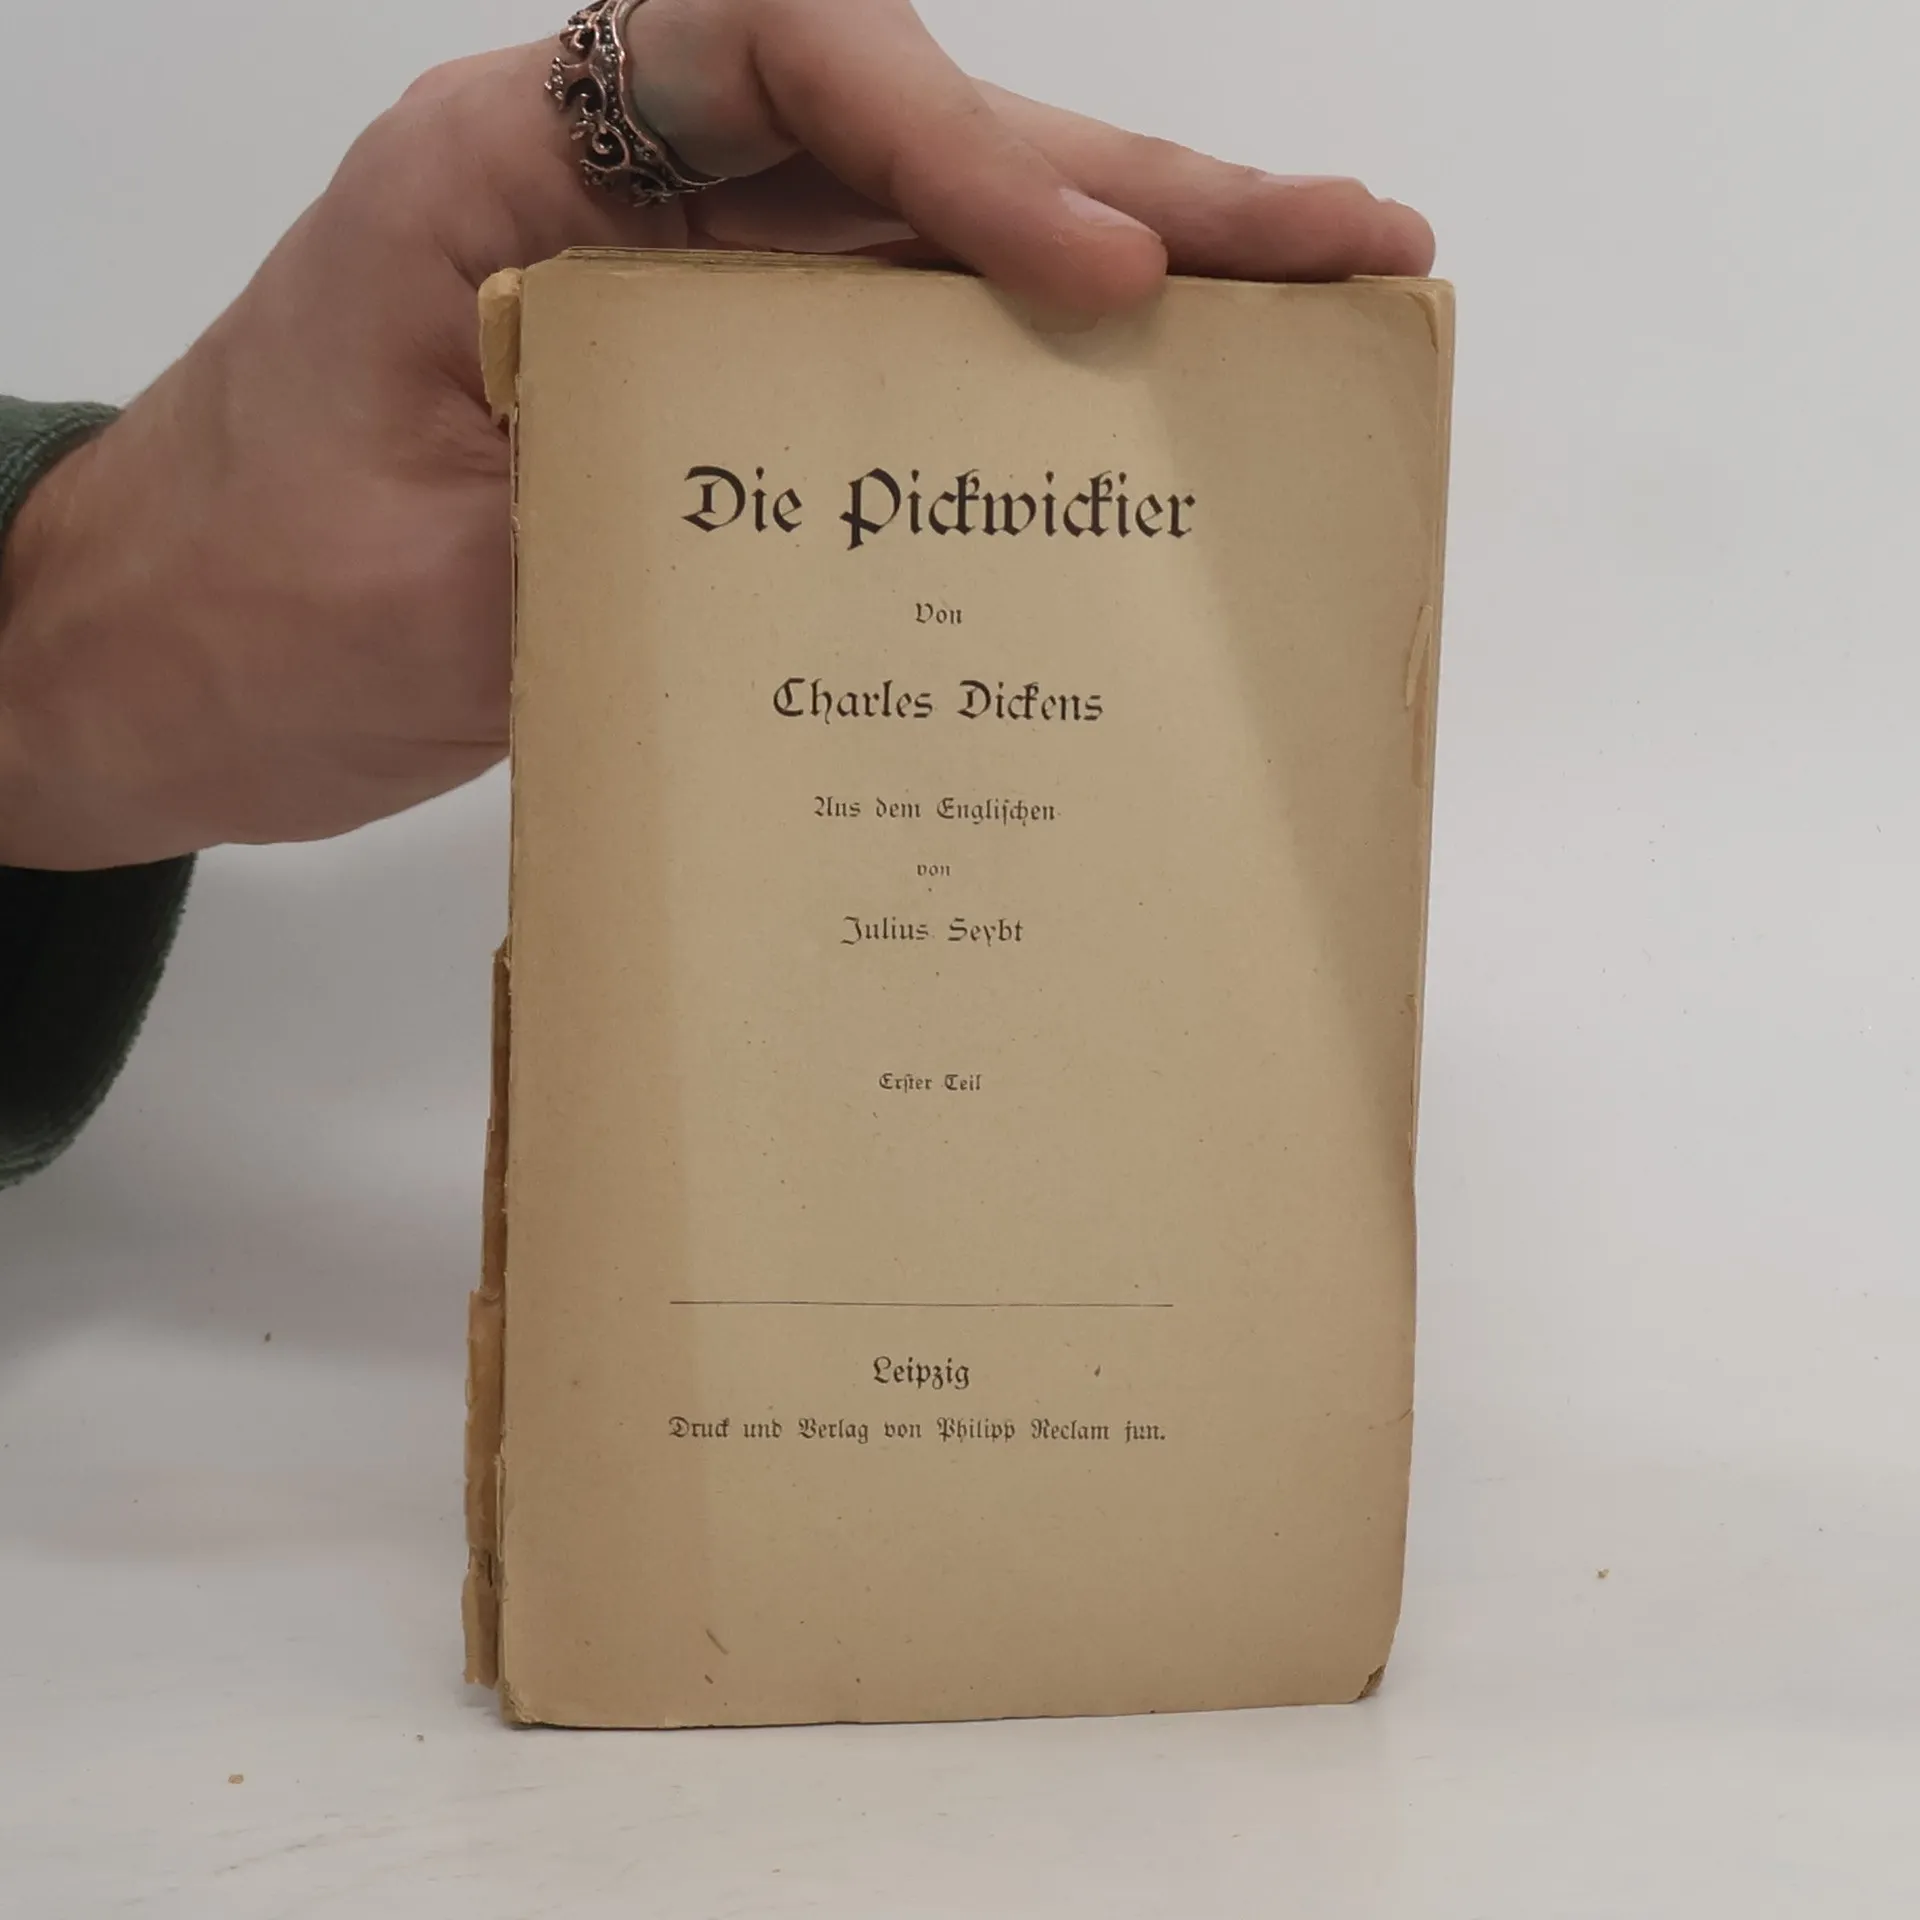 Die Pickwickier
Von
Charles Dickens
Aus dem Engliſchen
von
Julius Seybt
Erſter Teil
Leipzig
Druck und Verlag von Philipp Reclam jun.